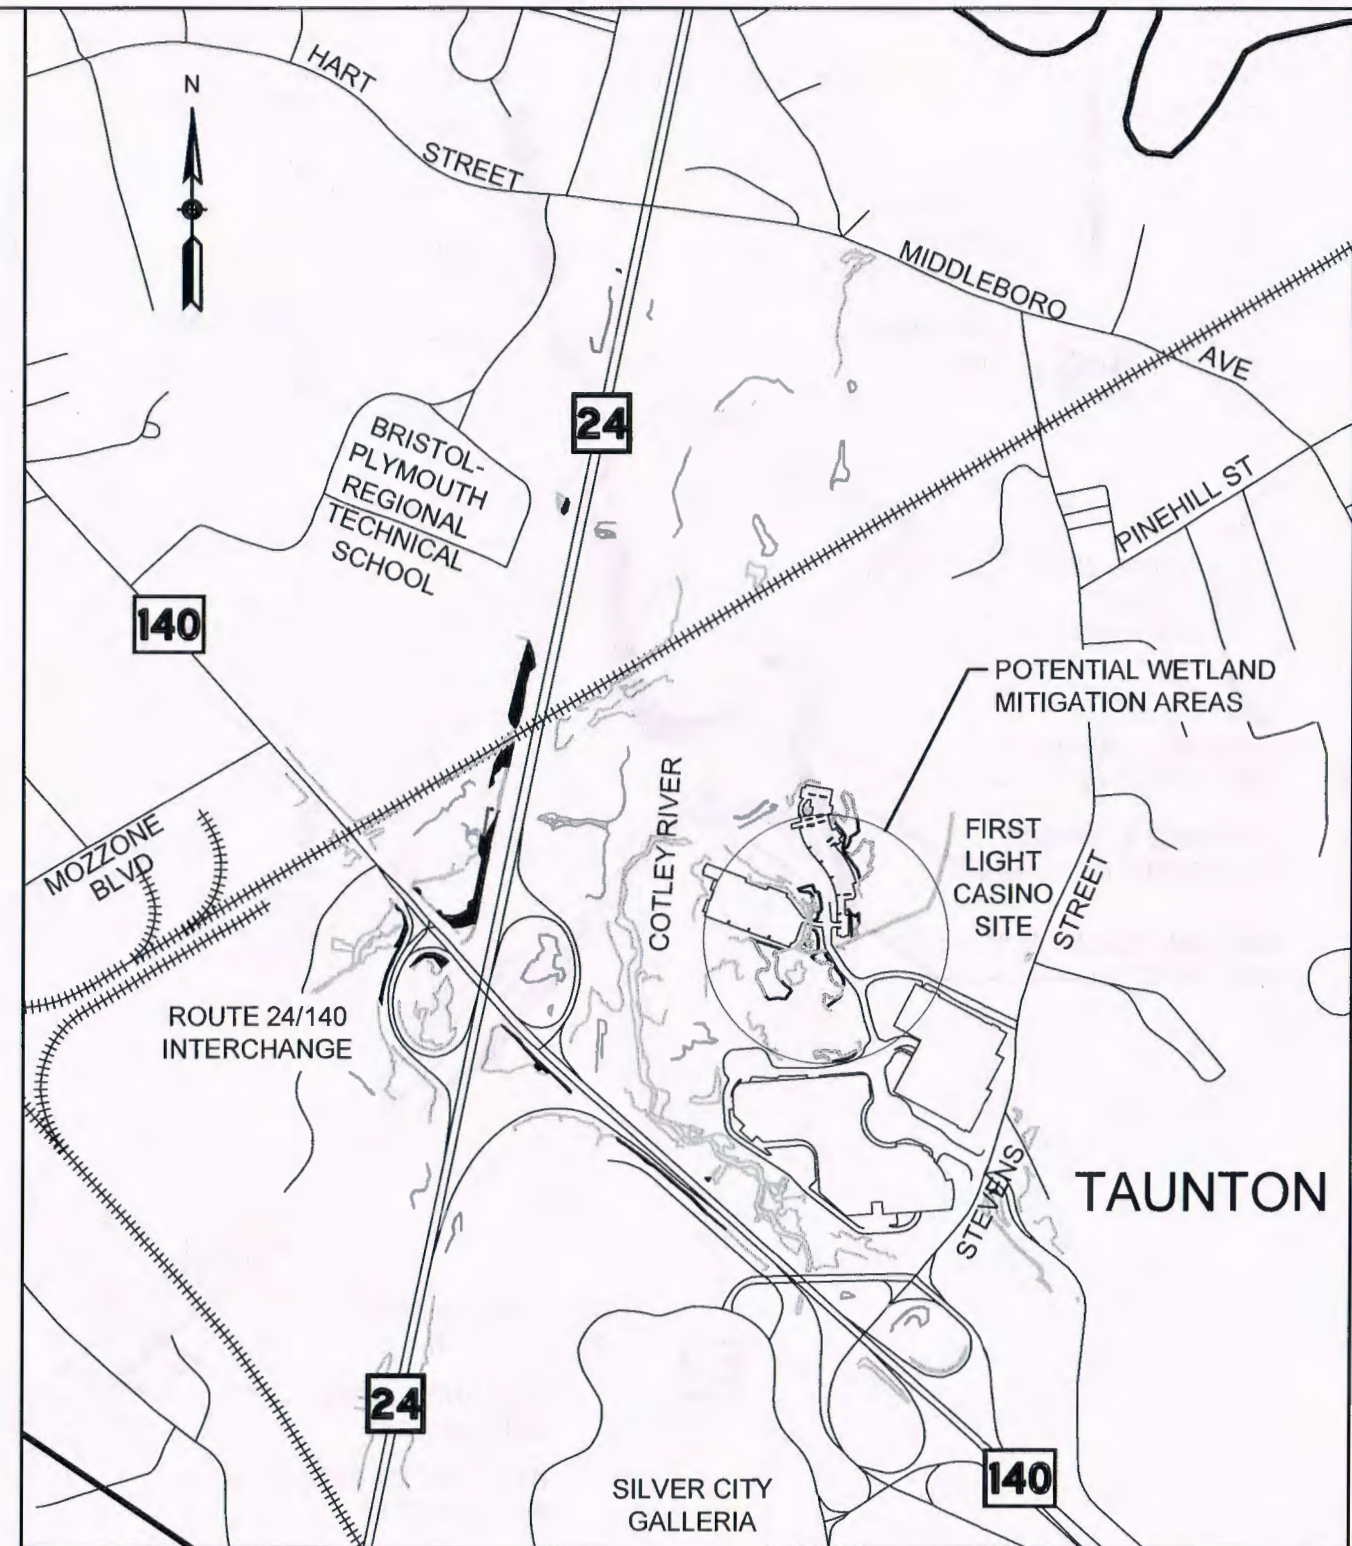 HART
STREET
N
MIDDLEBORO
AVE
24
BRISTOL-
PLYMOUTH
REGIONAL
TECHNICAL
SCHOOL
PINEHILL ST
140
POTENTIAL WETLAND
MITIGATION AREAS
COTLEY RIVER
FIRST
LIGHT
CASINO
SITE
MOZZONE
BLVD
STREET
STEVENS
ROUTE 24/140
INTERCHANGE
TAUNTON
24
140
SILVER CITY
GALLERIA